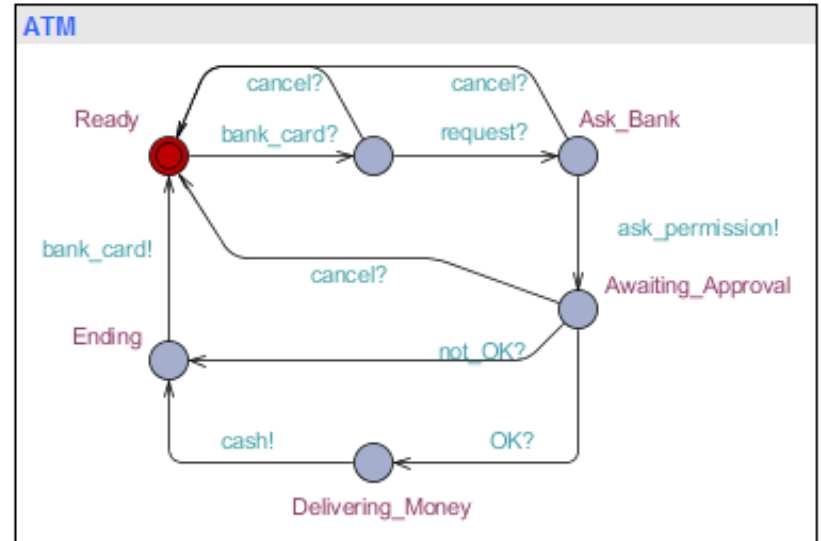 ATM
cancel?
cancel?
Ready
Ask_Bank
bank_card?
request?
ask_permission!
bank_card!
cancel?
Awaiting_Approval
Ending
not_OK?
cash!
OK?
Delivering_Money